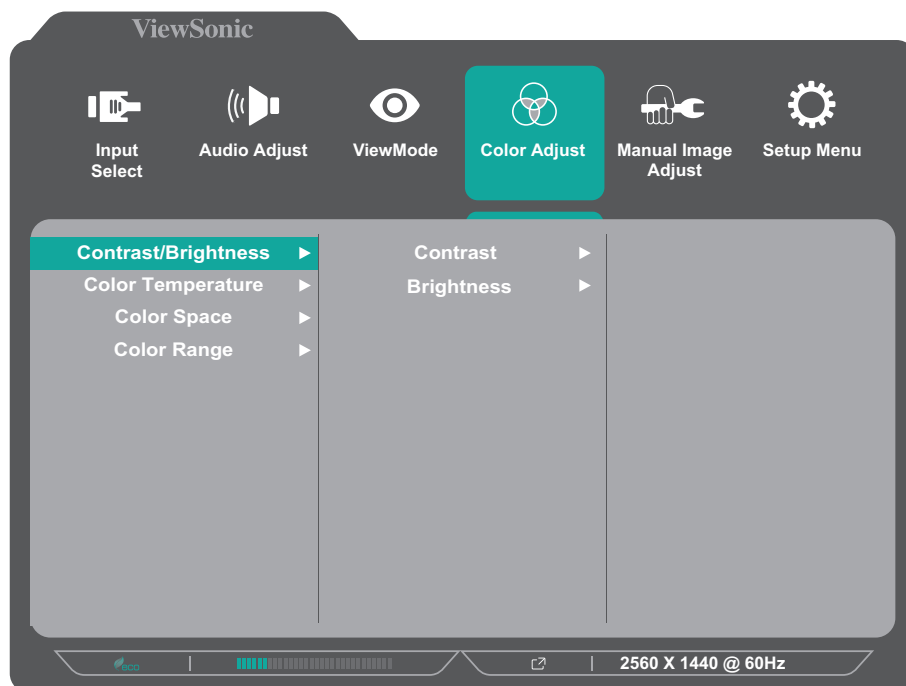 ViewSonic
Input
Select
Audio Adjust
ViewMode
Color Adjust
Manual Image
Adjust
Setup Menu
Contrast/Brightness
Color Temperature
Color Space
Color Range
Contrast
Brightness
eco
2560 X 1440 @ 60Hz